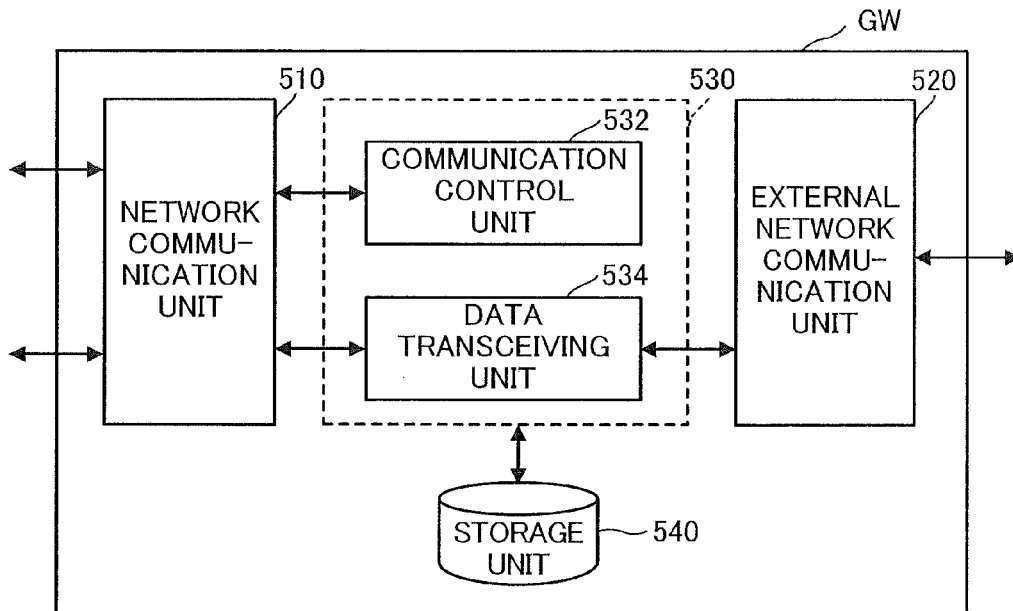 GW
510
530
520
532
COMMUNICATION
CONTROL
UNIT
NETWORK
COMMU-
NICATION
UNIT
EXTERNAL
NETWORK
COMMU-
NICATION
UNIT
534
DATA
TRANSCEIVING
UNIT
STORAGE
UNIT
540